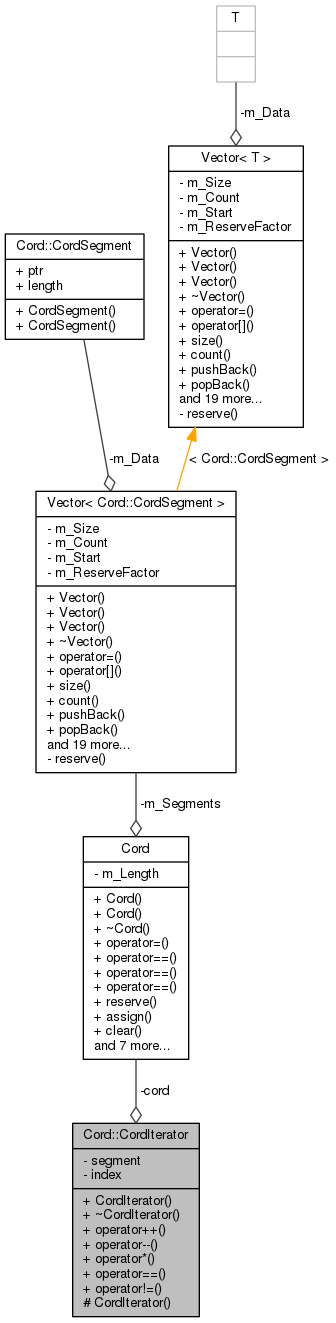 T
-m_Data
Vector< T >
- m_Size
- m_Count
- m_Start
- m_ReserveFactor
+ Vector()
+ Vector()
+ Vector()
+ ~Vector()
+ operator=()
+ operator[]()
+ size()
+ count()
+ pushBack()
+ popBack()
and 19 more...
- reserve()
Cord::CordSegment
+ ptr
+ length
+ CordSegment()
+ CordSegment()
-m_Data
< Cord::CordSegment >
Vector< Cord::CordSegment >
- m_Size
- m_Count
- m_Start
- m_ReserveFactor
+ Vector()
+ Vector()
+ Vector()
+ ~Vector()
+ operator=()
+ operator[]()
+ size()
+ count()
+ pushBack()
+ popBack()
and 19 more...
- reserve()
-m_Segments
Cord
- m_Length
+ Cord()
+ Cord()
+ ~Cord()
+ operator=()
+ operator==()
+ operator==()
+ operator==()
+ reserve()
+ assign()
+ clear()
and 7 more...
-cord
Cord::CordIterator
- segment
- index
+ CordIterator()
+ ~CordIterator()
+ operator++()
+ operator--()
+ operator*()
+ operator==()
+ operator!=()
# CordIterator()